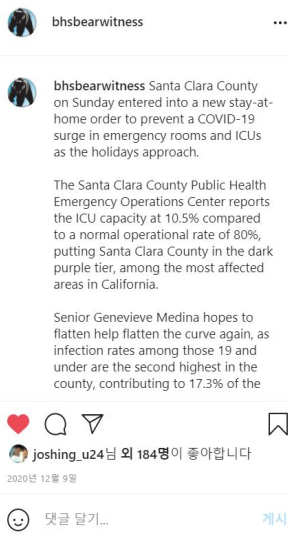 bhsbearwitness
bhsbearwitness Santa Clara County
on Sunday entered into a new stay-at-
home order to prevent a COVID-19
surge in emergency rooms and ICUs
as the holidays approach.
The Santa Clara County Public Health
Emergency Operations Center reports
the ICU capacity at 10.5% compared
to a normal operational rate of 80%,
putting Santa Clara County in the dark
purple tier, among the most affected
areas in California.
Senior Genevieve Medina hopes to
flatten help flatten the curve again, as
infection rates among those 19 and
under are the second highest in the
county, contributing to 17.3% of the
joshing_u24님 외 184명이 좋아합니다
2020년 12월 9일
댓글 달기...
게시